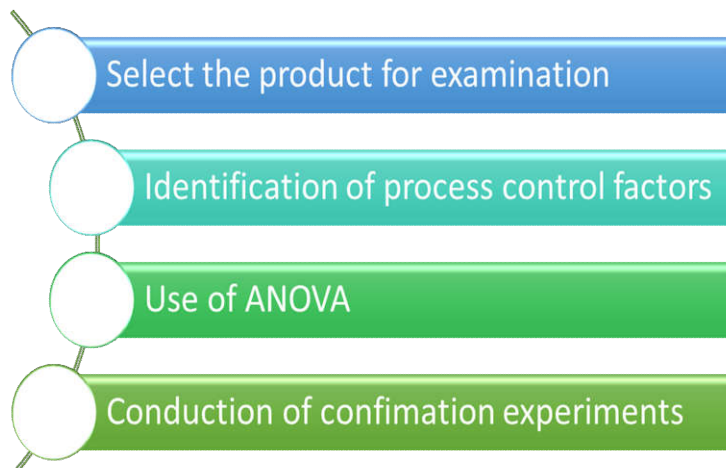 Select the product for examination
Identification of process control factors
Use of ANOVA
Conduction of confimation experiments